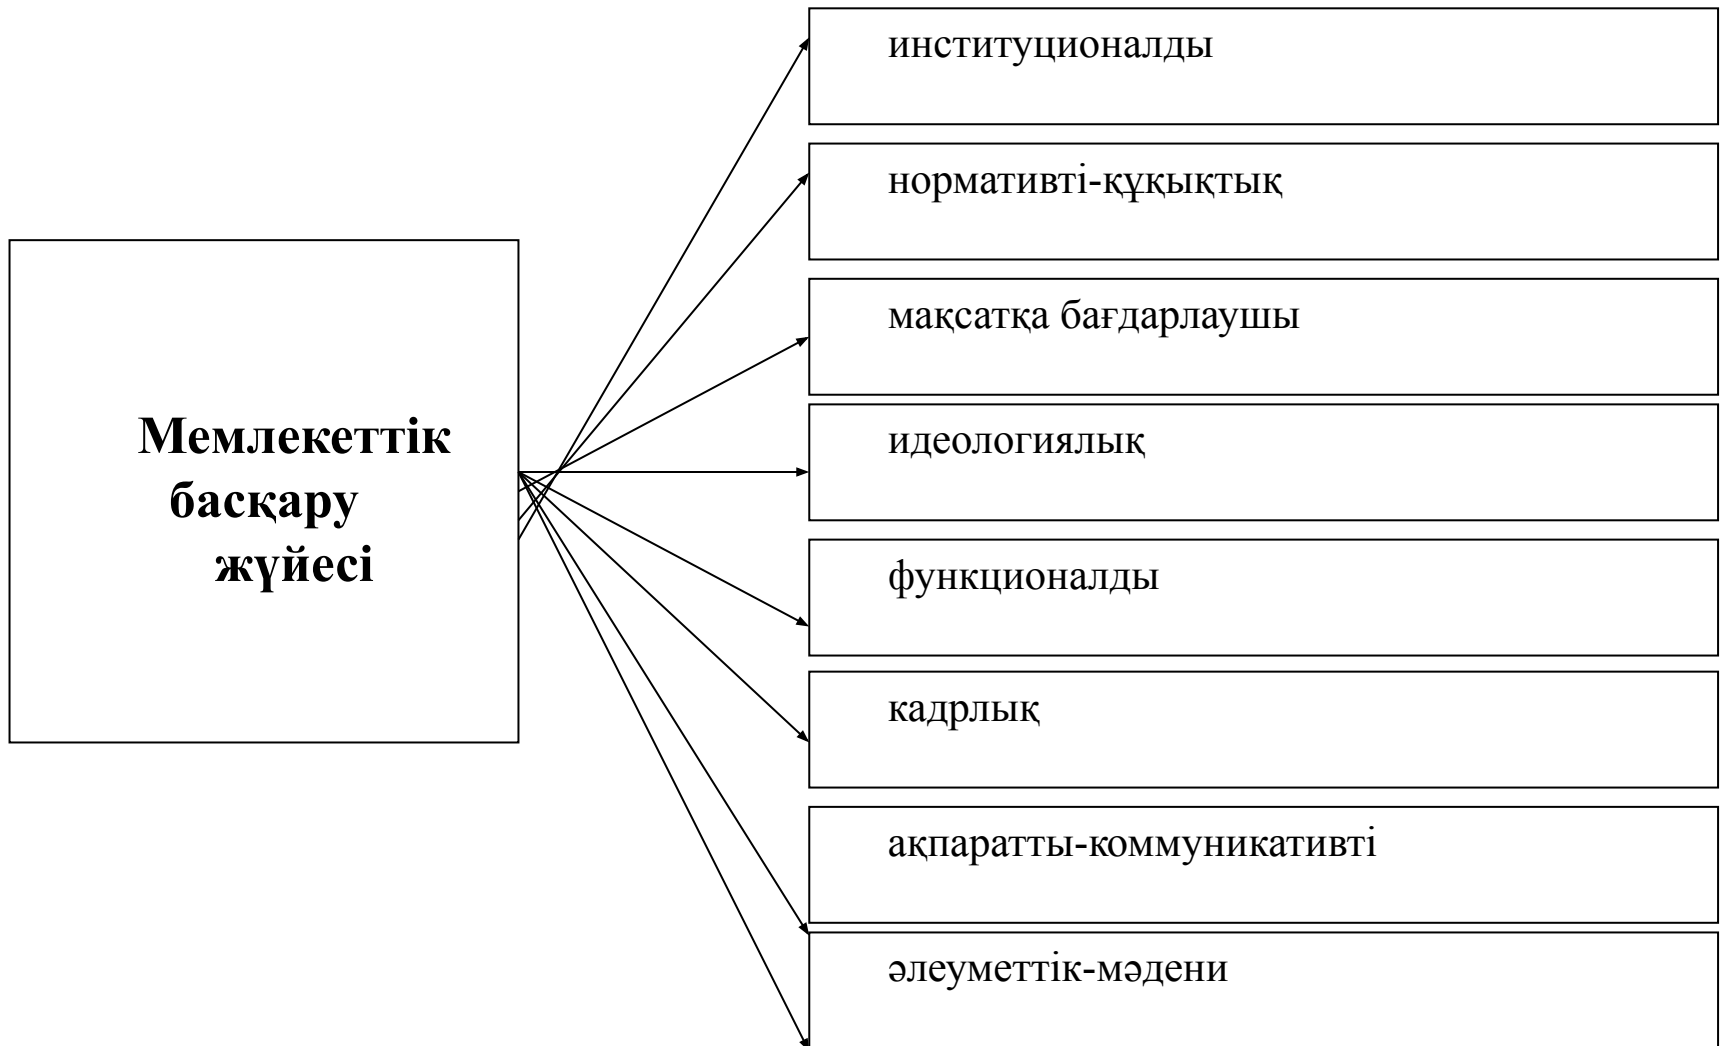 Мемлекеттік
басқару
жүйесі
институционалды
нормативті-құқықтық
мақсатқа бағдарлаушы
идеологиялық
функционалды
кадрлық
ақпаратты-коммуникативті
әлеуметтік-мәдени